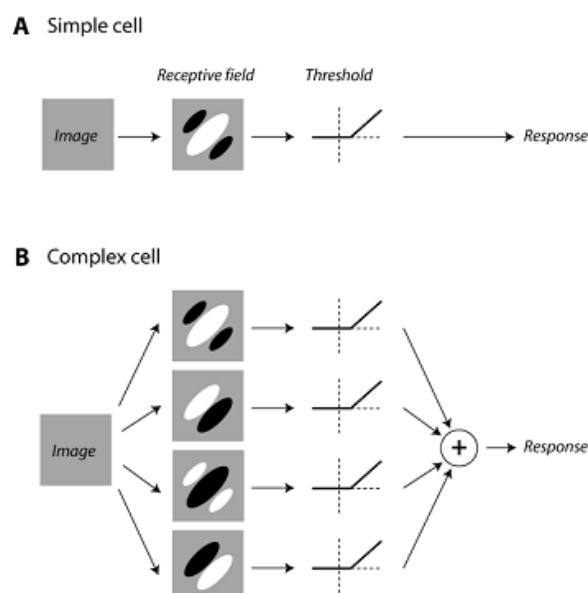 A Simple cell
Receptive field Threshold
Image Response
B Complex cell
Image + Response